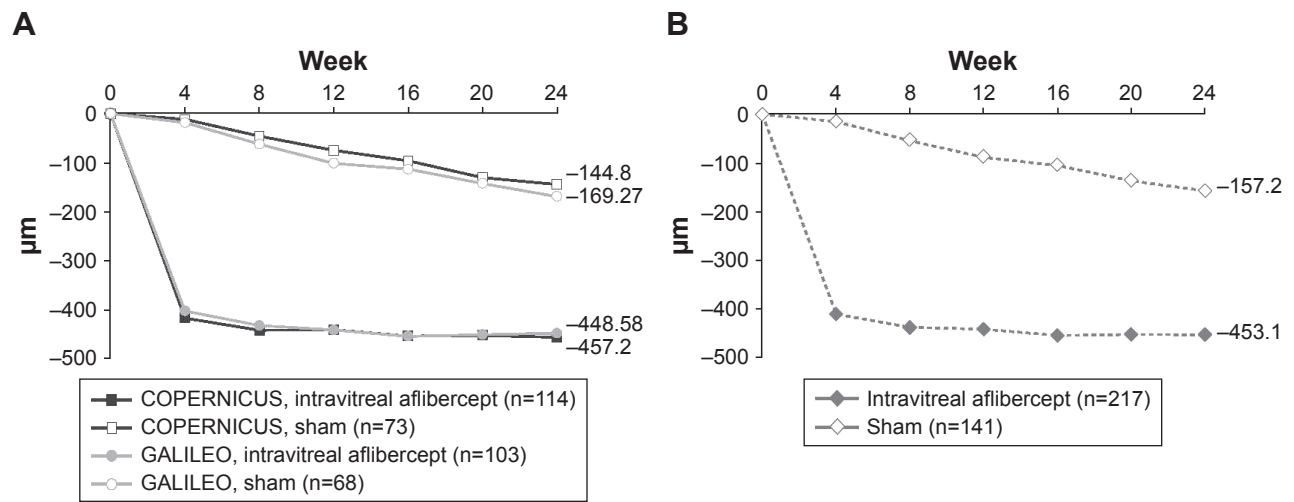 A
Week
0 4 8 12 16 20 24
0
–100
–200
–300
–400
–500
µm
–144.8
–169.27
–448.58
–457.2
COPERNICUS, intravitreal aflibercept (n=114)
COPERNICUS, sham (n=73)
GALILEO, intravitreal aflibercept (n=103)
GALILEO, sham (n=68)
B
Week
0 4 8 12 16 20 24
0
–100
–200
–300
–400
–500
µm
–157.2
–453.1
Intravitreal aflibercept (n=217)
Sham (n=141)